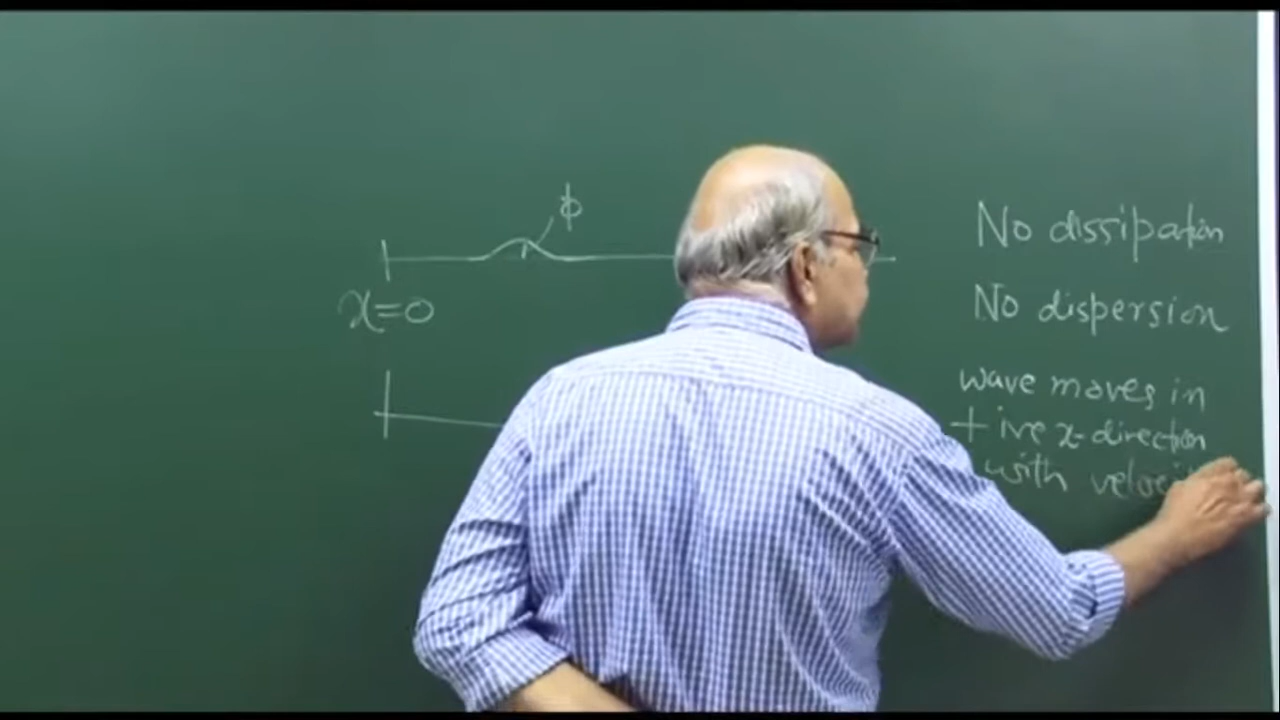 ϕ
x=0
No dissipation
No dispersion
wave moves in
+ ive x-direction
with